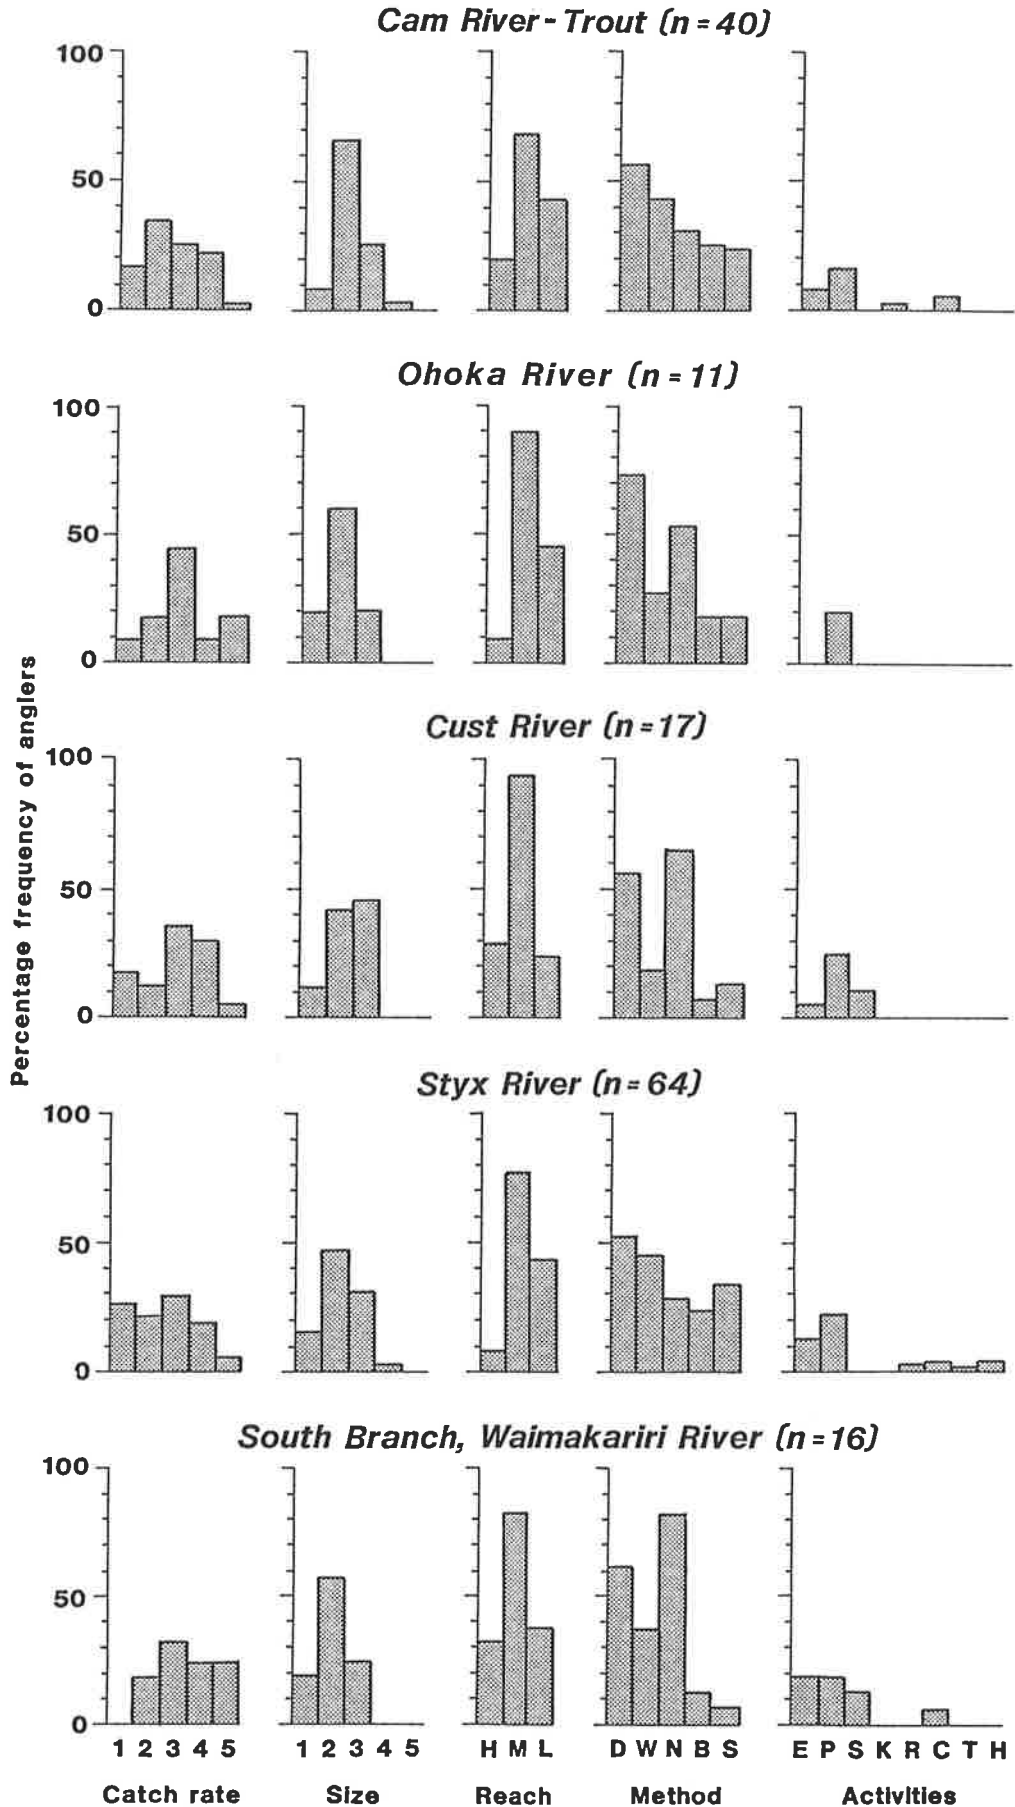 Cam River - Trout (n = 40)
100
50
0
Ohoka River (n = 11)
100
50
0
Cust River (n = 17)
100
50
0
Styx River (n = 64)
100
50
0
South Branch, Waimakariri River (n = 16)
100
50
0
Percentage frequency of anglers
1 2 3 4 5 1 2 3 4 5 H M L D W N B S E P S K R C T H
Catch rate Size Reach Method Activities